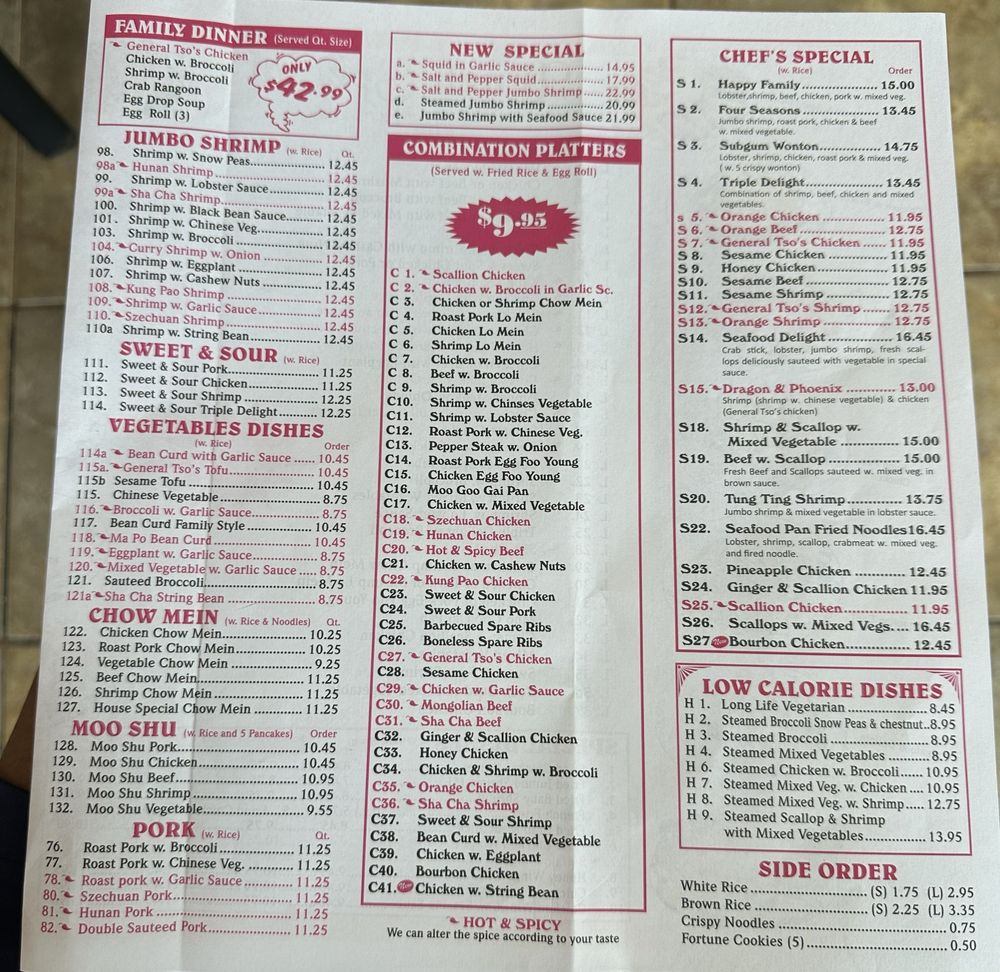 FAMILY DINNER (Served Qt. Size)
General Tso's Chicken
Chicken w. Broccoli
Shrimp w. Broccoli
Crab Rangoon
Egg Drop Soup
Egg Roll (3)
ONLY
$42.99
JUMBO SHRIMP (w. Rice) Qt.
98. Shrimp w. Snow Peas 12.45
98a Hunan Shrimp 12.45
99. Shrimp w. Lobster Sauce 12.45
99a Sha Cha Shrimp 12.45
100. Shrimp w. Black Bean Sauce 12.45
101. Shrimp w. Chinese Veg. 12.45
103. Shrimp w. Broccoli 12.45
104. Curry Shrimp w. Onion 12.45
106. Shrimp w. Eggplant 12.45
107. Shrimp w. Cashew Nuts 12.45
108. Kung Pao Shrimp 12.45
109. Shrimp w. Garlic Sauce 12.45
110. Szechuan Shrimp 12.45
110a Shrimp w. String Bean 12.45
SWEET & SOUR (w. Rice)
111. Sweet & Sour Pork 11.25
112. Sweet & Sour Chicken 11.25
113. Sweet & Sour Shrimp 12.25
114. Sweet & Sour Triple Delight 12.25
VEGETABLES DISHES
(w. Rice) Order
114a Bean Curd with Garlic Sauce 10.45
115a. General Tso's Tofu 10.45
115b Sesame Tofu 10.45
115. Chinese Vegetable 8.75
116. Broccoli w. Garlic Sauce 8.75
117. Bean Curd Family Style 10.45
118. Ma Po Bean Curd 10.45
119. Eggplant w. Garlic Sauce 8.75
120. Mixed Vegetable w. Garlic Sauce 8.75
121. Sauteed Broccoli 8.75
121a Sha Cha String Bean 8.75
CHOW MEIN (w. Rice & Noodles) Qt.
122. Chicken Chow Mein 10.25
123. Roast Pork Chow Mein 10.25
124. Vegetable Chow Mein 9.25
125. Beef Chow Mein 11.25
126. Shrimp Chow Mein 11.25
127. House Special Chow Mein 11.25
MOO SHU (w. Rice and 5 Pancakes) Order
128. Moo Shu Pork 10.45
129. Moo Shu Chicken 10.45
130. Moo Shu Beef 10.95
131. Moo Shu Shrimp 10.95
132. Moo Shu Vegetable 9.55
PORK (w. Rice) Qt.
76. Roast Pork w. Broccoli 11.25
77. Roast Pork w. Chinese Veg. 11.25
78. Roast pork w. Garlic Sauce 11.25
80. Szechuan Pork 11.25
81. Hunan Pork 11.25
82. Double Sauteed Pork 11.25
NEW SPECIAL
a. Squid in Garlic Sauce 14.95
b. Salt and Pepper Squid 17.99
c. Salt and Pepper Jumbo Shrimp 22.99
d. Steamed Jumbo Shrimp 20.99
e. Jumbo Shrimp with Seafood Sauce 21.99
COMBINATION PLATTERS
(Served w. Fried Rice & Egg Roll)
$9.95
C 1. Scallion Chicken
C 2. Chicken w. Broccoli in Garlic Sc.
C 3. Chicken or Shrimp Chow Mein
C 4. Roast Pork Lo Mein
C 5. Chicken Lo Mein
C 6. Shrimp Lo Mein
C 7. Chicken w. Broccoli
C 8. Beef w. Broccoli
C 9. Shrimp w. Broccoli
C10. Shrimp w. Chinses Vegetable
C11. Shrimp w. Lobster Sauce
C12. Roast Pork w. Chinese Veg.
C13. Pepper Steak w. Onion
C14. Roast Pork Egg Foo Young
C15. Chicken Egg Foo Young
C16. Moo Goo Gai Pan
C17. Chicken w. Mixed Vegetable
C18. Szechuan Chicken
C19. Hunan Chicken
C20. Hot & Spicy Beef
C21. Chicken w. Cashew Nuts
C22. Kung Pao Chicken
C23. Sweet & Sour Chicken
C24. Sweet & Sour Pork
C25. Barbecued Spare Ribs
C26. Boneless Spare Ribs
C27. General Tso's Chicken
C28. Sesame Chicken
C29. Chicken w. Garlic Sauce
C30. Mongolian Beef
C31. Sha Cha Beef
C32. Ginger & Scallion Chicken
C33. Honey Chicken
C34. Chicken & Shrimp w. Broccoli
C35. Orange Chicken
C36. Sha Cha Shrimp
C37. Sweet & Sour Shrimp
C38. Bean Curd w. Mixed Vegetable
C39. Chicken w. Eggplant
C40. Bourbon Chicken
C41. New Chicken w. String Bean
HOT & SPICY
We can alter the spice according to your taste
CHEF'S SPECIAL
(w. Rice) Order
S 1. Happy Family 15.00
Lobster,shrimp, beef, chicken, pork w. mixed veg.
S 2. Four Seasons 13.45
Jumbo shrimp, roast pork, chicken & beef
w. mixed vegetable.
S 3. Subgum Wonton 14.75
Lobster, shrimp, chicken, roast pork & mixed veg.
( w. 5 crispy wonton)
S 4. Triple Delight 13.45
Combination of shrimp, beef, chicken and mixed
vegetables.
s 5. Orange Chicken 11.95
S 6. Orange Beef 12.75
S 7. General Tso's Chicken 11.95
S 8. Sesame Chicken 11.95
S 9. Honey Chicken 11.95
S10. Sesame Beef 12.75
S11. Sesame Shrimp 12.75
S12. General Tso's Shrimp 12.75
S13. Orange Shrimp 12.75
S14. Seafood Delight 16.45
Crab stick, lobster, jumbo shrimp, fresh scal-
lops deliciously sauteed with vegetable in special
sauce.
S15. Dragon & Phoenix 13.00
Shrimp (shrimp w. chinese vegetable) & chicken
(General Tso's chicken)
S18. Shrimp & Scallop w.
Mixed Vegetable 15.00
S19. Beef w. Scallop 15.00
Fresh Beef and Scallops sauteed w. mixed veg. in
brown sauce.
S20. Tung Ting Shrimp 13.75
Jumbo shrimp & mixed vegetable in lobster sauce.
S22. Seafood Pan Fried Noodles 16.45
Lobster, shrimp, scallop, crabmeat w. mixed veg.
and fired noodle.
S23. Pineapple Chicken 12.45
S24. Ginger & Scallion Chicken 11.95
S25. Scallion Chicken 11.95
S26. Scallops w. Mixed Vegs. 16.45
S27 New Bourbon Chicken 12.45
LOW CALORIE DISHES
H 1. Long Life Vegetarian 8.45
H 2. Steamed Broccoli Snow Peas & chestnut..8.95
H 3. Steamed Broccoli 8.95
H 4. Steamed Mixed Vegetables 8.95
H 6. Steamed Chicken w. Broccoli 10.95
H 7. Steamed Mixed Veg. w. Chicken 10.95
H 8. Steamed Mixed Veg. w. Shrimp 12.75
H 9. Steamed Scallop & Shrimp
with Mixed Vegetables 13.95
SIDE ORDER
White Rice (S) 1.75 (L) 2.95
Brown Rice (S) 2.25 (L) 3.35
Crispy Noodles 0.75
Fortune Cookies (5) 0.50